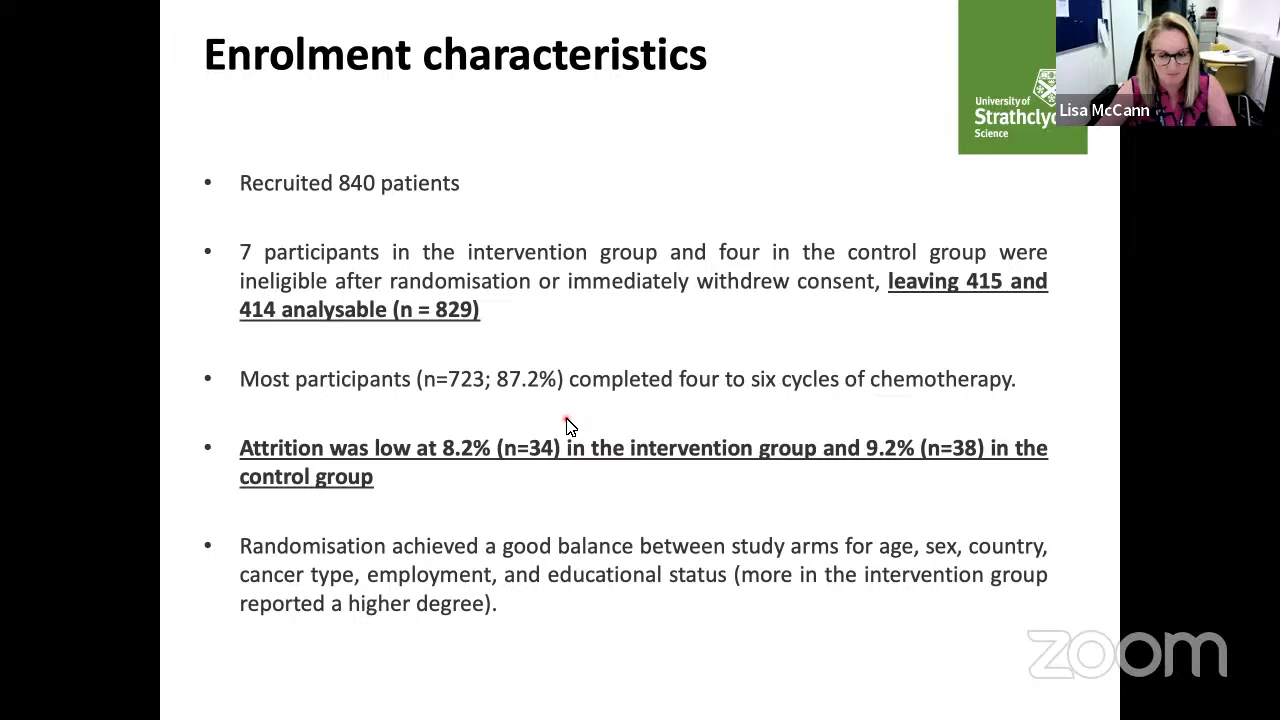 Enrolment characteristics
University of
Strathcly
Science
Lisa McCann
• Recruited 840 patients
• 7 participants in the intervention group and four in the control group were
ineligible after randomisation or immediately withdrew consent, leaving 415 and
414 analysable (n = 829)
• Most participants (n=723; 87.2%) completed four to six cycles of chemotherapy.
• Attrition was low at 8.2% (n=34) in the intervention group and 9.2% (n=38) in the
control group
• Randomisation achieved a good balance between study arms for age, sex, country,
cancer type, employment, and educational status (more in the intervention group
reported a higher degree).
zoom